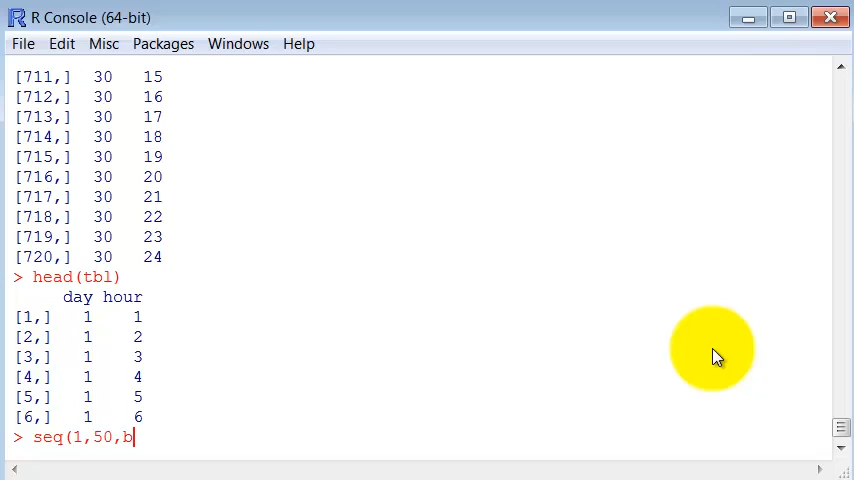 R Console (64-bit)
File Edit Misc Packages Windows Help
[711,] 30 15
[712,] 30 16
[713,] 30 17
[714,] 30 18
[715,] 30 19
[716,] 30 20
[717,] 30 21
[718,] 30 22
[719,] 30 23
[720,] 30 24
> head(tbl)
day hour
[1,] 1 1
[2,] 1 2
[3,] 1 3
[4,] 1 4
[5,] 1 5
[6,] 1 6
> seq(1,50,b